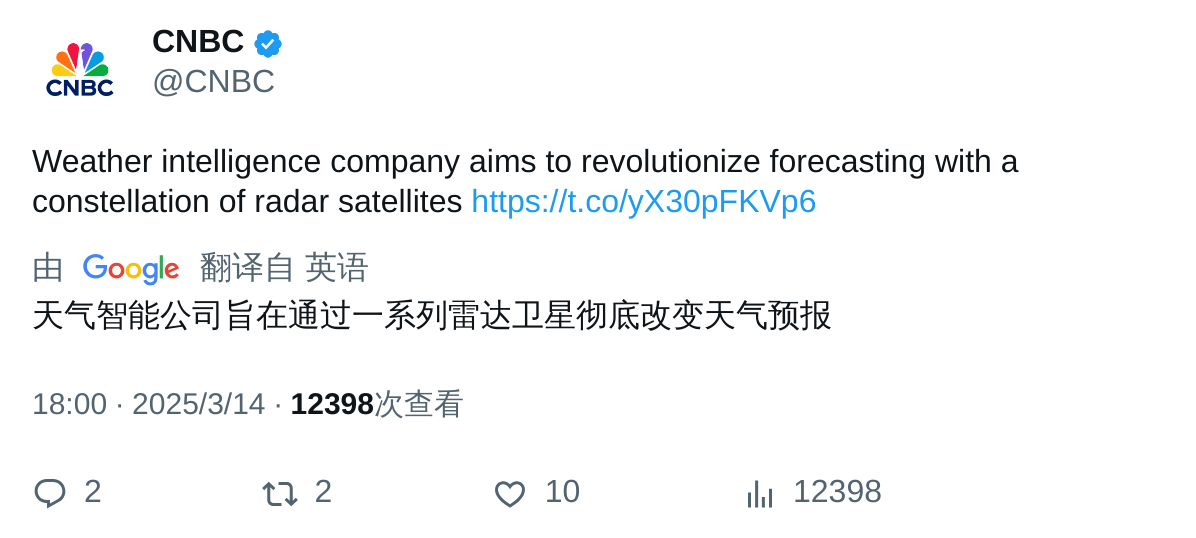 CNBC
CNBC
@CNBC
Weather intelligence company aims to revolutionize forecasting with a
constellation of radar satellites https://t.co/yX30pFKVp6
由 Google 翻译自 英语
天气智能公司旨在通过一系列雷达卫星彻底改变天气预报
18:00 · 2025/3/14 · 12398次查看
2 2 10 12398